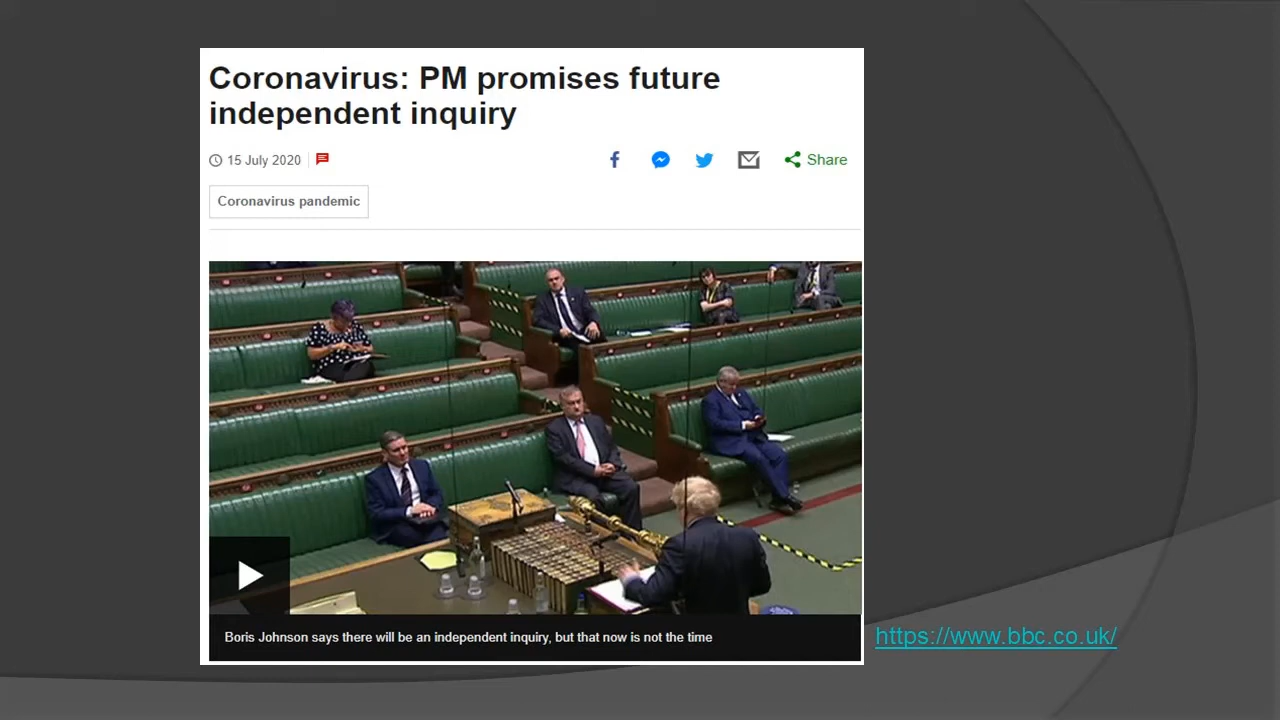 Coronavirus: PM promises future
independent inquiry
15 July 2020
Share
Coronavirus pandemic
Boris Johnson says there will be an independent inquiry, but that now is not the time
https://www.bbc.co.uk/